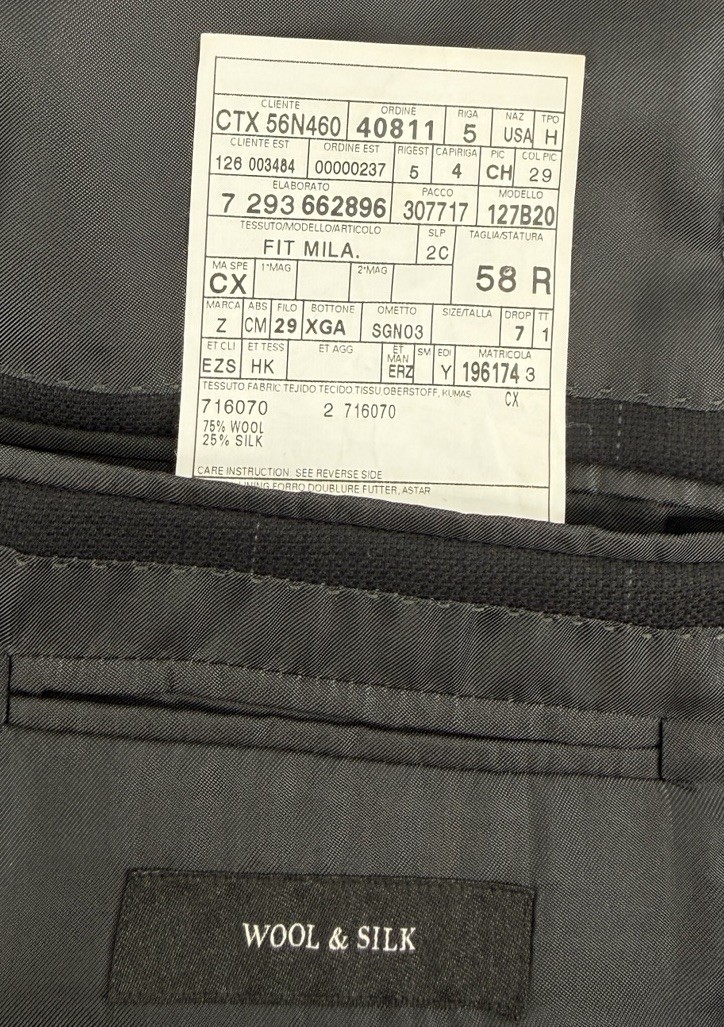 CLIENTE ORDINE RIGA NAZ TPO
CTX 56N460 40811 5 USA H
CLIENTE EST ORDINE EST RIGEST CAPIRIGA PIC COL PIC
126 003484 00000237 5 4 CH 29
ELABORATO PACCO MODELLO
7 293 662896 307717 127B20
TESSUTO/MODELLO/ARTICOLO SLP TAGLIA/STATURA
FIT MILA. 2C 58 R
MA SPE 1°MAG 2°MAG
CX
MARCA ABS FILO BOTTONE OMETTO SIZE/TALLA DROP TT
Z CM 29 XGA SGN03 7 1
ET CLI ET TESS ET AGG ET MAN SM EDI MATRICOLA
EZS HK ERZ Y 196174 3
TESSUTO FABRIC TEJIDO TECIDO TISSU OBERSTOFF, KUMAS CX
716070 2 716070
75% WOOL
25% SILK
CARE INSTRUCTION SEE REVERSE SIDE
FORRO DOUBLURE FUTTER, ASTAR
WOOL & SILK